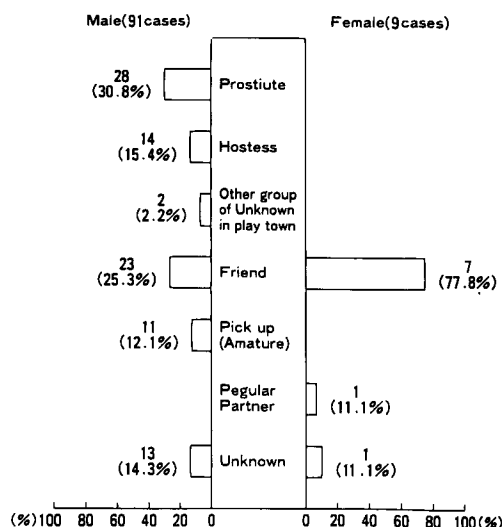 Male(91cases)
Female(9cases)
28
(30.8%)
Prostiute
14
(15.4%)
Hostess
2
(2.2%)
Other group
of Unknown
in play town
23
(25.3%)
Friend
7
(77.8%)
11
(12.1%)
Pick up
(Amature)
Pegular
Partner
1
(11.1%)
13
(14.3%)
Unknown
1
(11.1%)
(%)100 80 60 40 20 0 0 20 40 60 80 100(%)